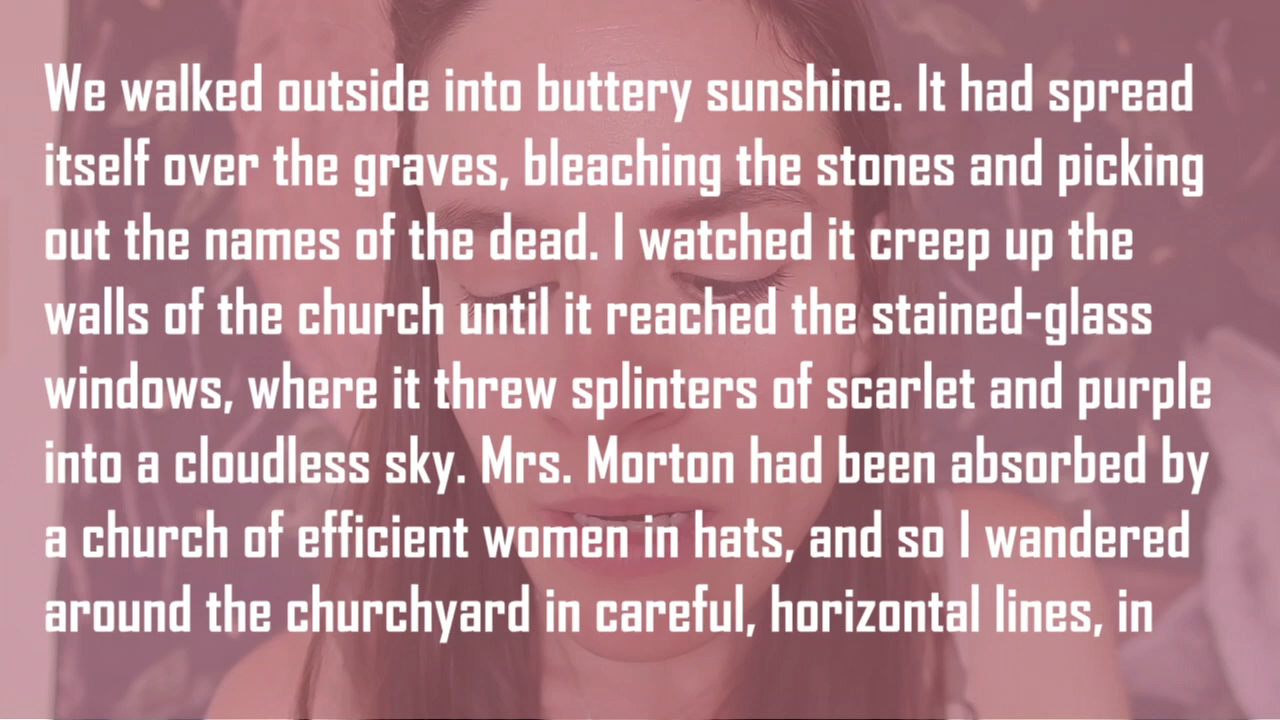 We walked outside into buttery sunshine. It had spread
itself over the graves, bleaching the stones and picking
out the names of the dead. I watched it creep up the
walls of the church until it reached the stained-glass
windows, where it threw splinters of scarlet and purple
into a cloudless sky. Mrs. Morton had been absorbed by
a church of efficient women in hats, and so I wandered
around the churchyard in careful, horizontal lines, in